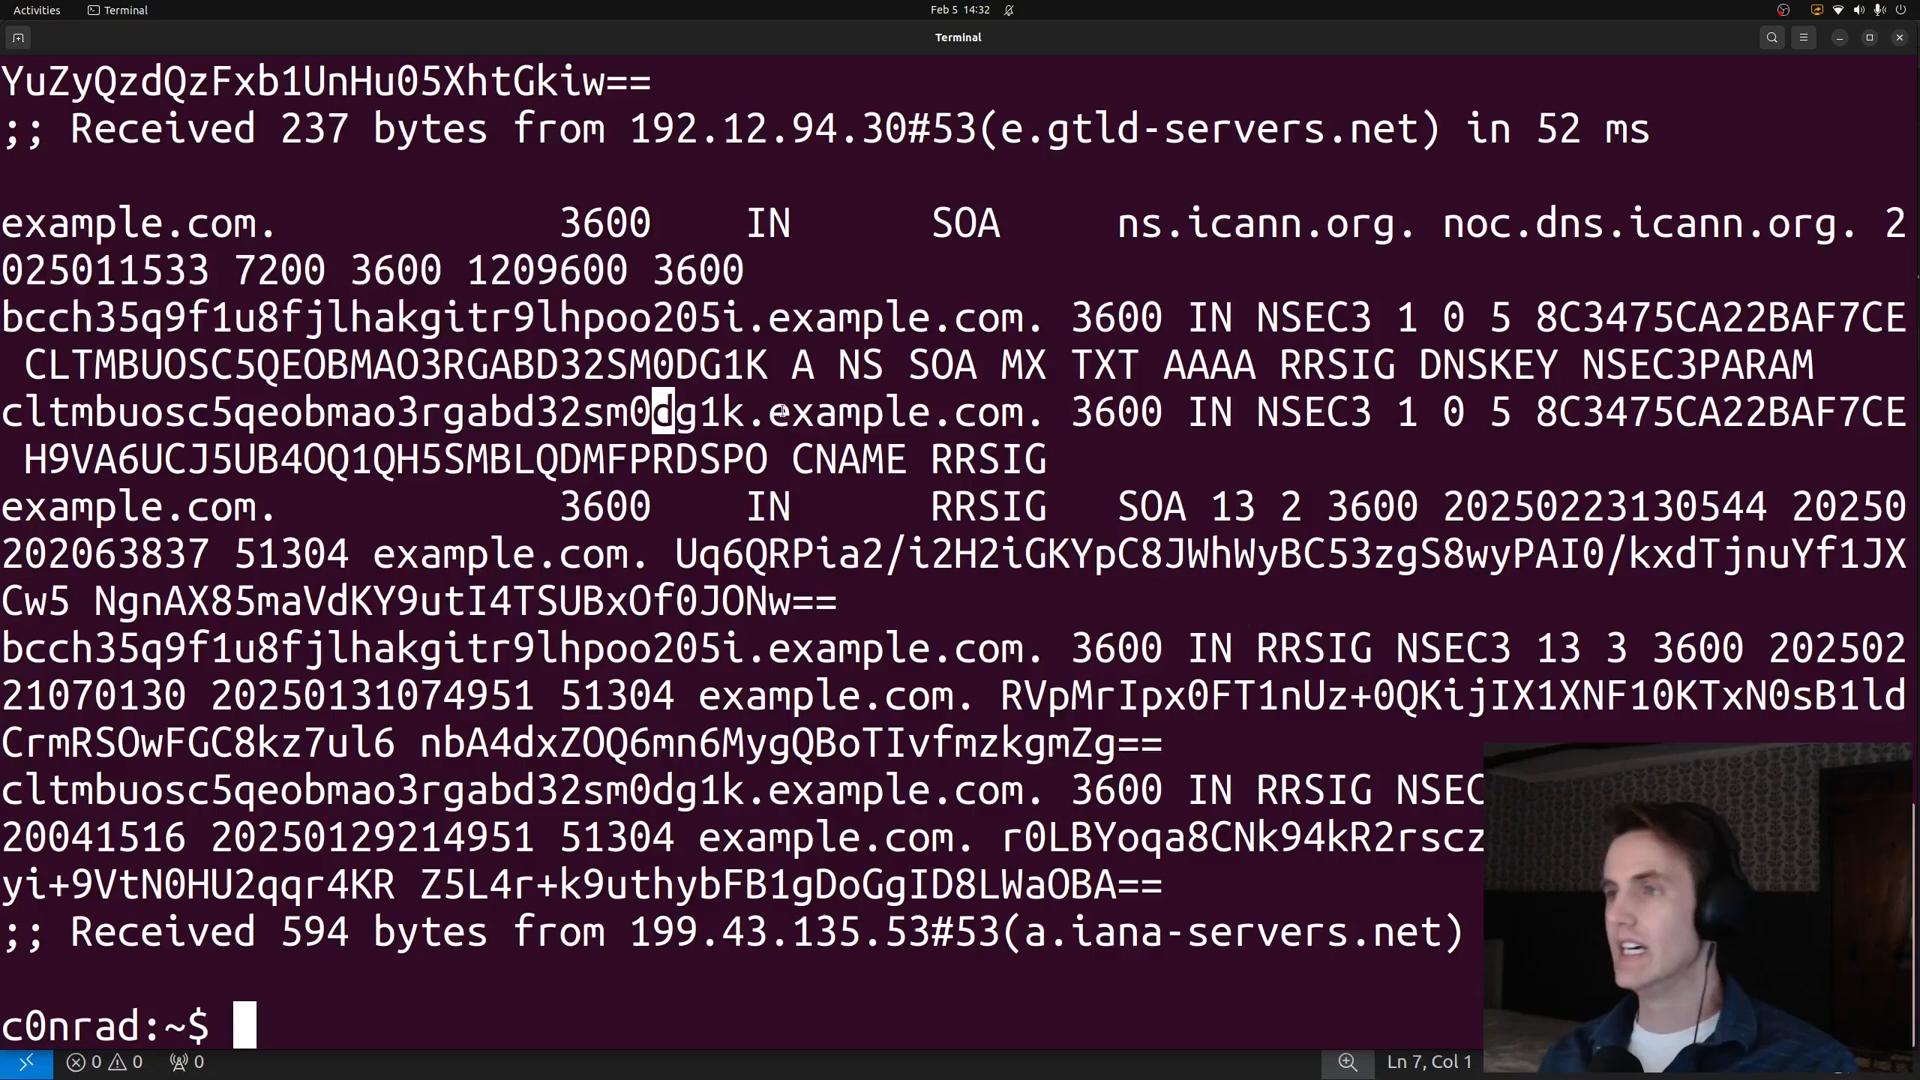 Activities Terminal Feb 5 14:32
Terminal
YuZyQzdQzFxb1UnHu05XhtGkiw==
;; Received 237 bytes from 192.12.94.30#53(e.gtld-servers.net) in 52 ms
example.com. 3600 IN SOA ns.icann.org. noc.dns.icann.org. 2
025011533 7200 3600 1209600 3600
bcch35q9f1u8fjlhakgitr9lhpoo205i.example.com. 3600 IN NSEC3 1 0 5 8C3475CA22BAF7CE
CLTMBUOSC5QEOBMAO3RGABD32SM0DG1K A NS SOA MX TXT AAAA RRSIG DNSKEY NSEC3PARAM
cltmbuosc5qeobmao3rgabd32sm0dg1k.example.com. 3600 IN NSEC3 1 0 5 8C3475CA22BAF7CE
H9VA6UCJ5UB4OQ1QH5SMBLQDMFPRDSPO CNAME RRSIG
example.com. 3600 IN RRSIG SOA 13 2 3600 20250223130544 20250
202063837 51304 example.com. Uq6QRPia2/i2H2iGKYpC8JWhWyBC53zgS8wyPAI0/kxdTjnuYf1JX
Cw5 NgnAX85maVdKY9utI4TSUBxOf0JONw==
bcch35q9f1u8fjlhakgitr9lhpoo205i.example.com. 3600 IN RRSIG NSEC3 13 3 3600 202502
21070130 20250131074951 51304 example.com. RVpMrIpx0FT1nUz+0QKijIX1XNF10KTxN0sB1ld
CrmRSOwFGC8kz7ul6 nbA4dxZOQ6mn6MygQBoTIvfmzkgmZg==
cltmbuosc5qeobmao3rgabd32sm0dg1k.example.com. 3600 IN RRSIG NSEC
20041516 20250129214951 51304 example.com. r0LBYoqa8CNk94kR2rscz
yi+9VtN0HU2qqr4KR Z5L4r+k9uthybFB1gDoGgID8LWaOBA==
;; Received 594 bytes from 199.43.135.53#53(a.iana-servers.net)
c0nrad:~$
0 0 0 Ln 7, Col 1